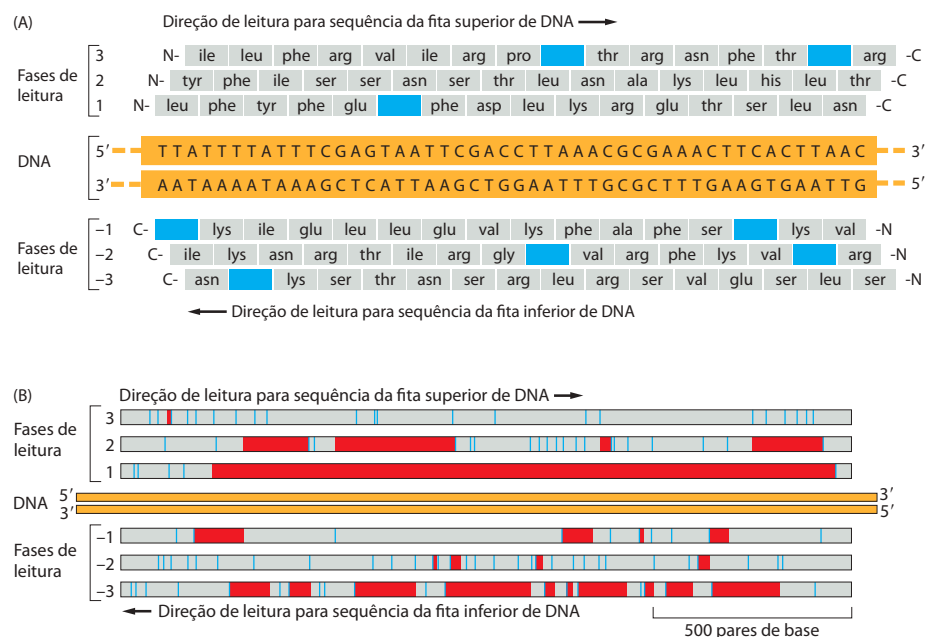 (A)
Direção de leitura para sequência da fita superior de DNA
Fases de leitura
3 N- ile leu phe arg val ile arg pro thr arg asn phe thr arg -C
2 N- tyr phe ile ser ser asn ser thr leu asn ala lys leu his leu thr -C
1 N- leu phe tyr phe glu phe asp leu lys arg glu thr ser leu asn -C
DNA
5′ T T A T T T T A T T T C G A G T A A T T C G A C C T T A A A C G C G A A A C T T C A C T T A A C 3′
3′ A A T A A A A T A A A G C T C A T T A A G C T G G A A T T T G C G C T T T G A A G T G A A T T G 5′
Fases de leitura
–1 C- lys ile glu leu leu glu val lys phe ala phe ser lys val -N
–2 C- ile lys asn arg thr ile arg gly val arg phe lys val arg -N
–3 C- asn lys ser thr asn ser arg leu arg ser val glu ser leu ser -N
Direção de leitura para sequência da fita inferior de DNA
(B)
Direção de leitura para sequência da fita superior de DNA
Fases de leitura
3
2
1
DNA
5′ 3′
3′ 5′
Fases de leitura
–1
–2
–3
Direção de leitura para sequência da fita inferior de DNA
500 pares de base